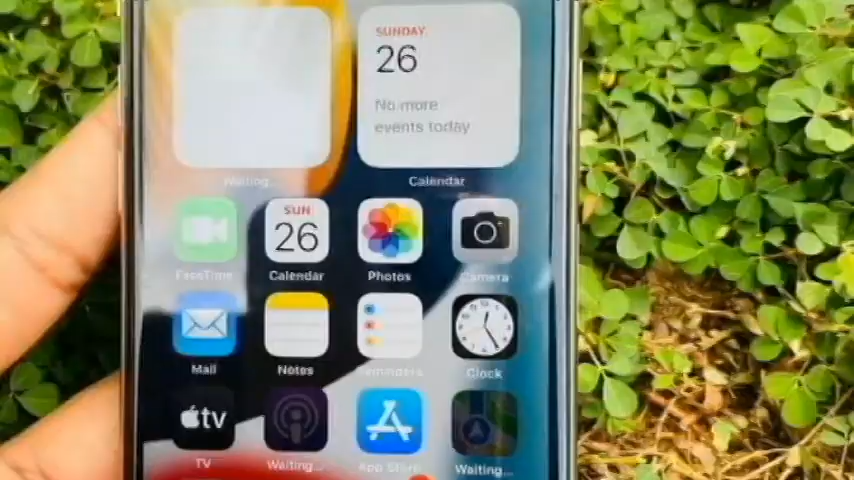 SUNDAY
26
No more
events today
Waiting...
Calendar
SUN
26
FaceTime
Calendar
Photos
Camera
Mail
Notes
Reminders
Clock
tv
TV
Waiting...
App Store
Waiting...